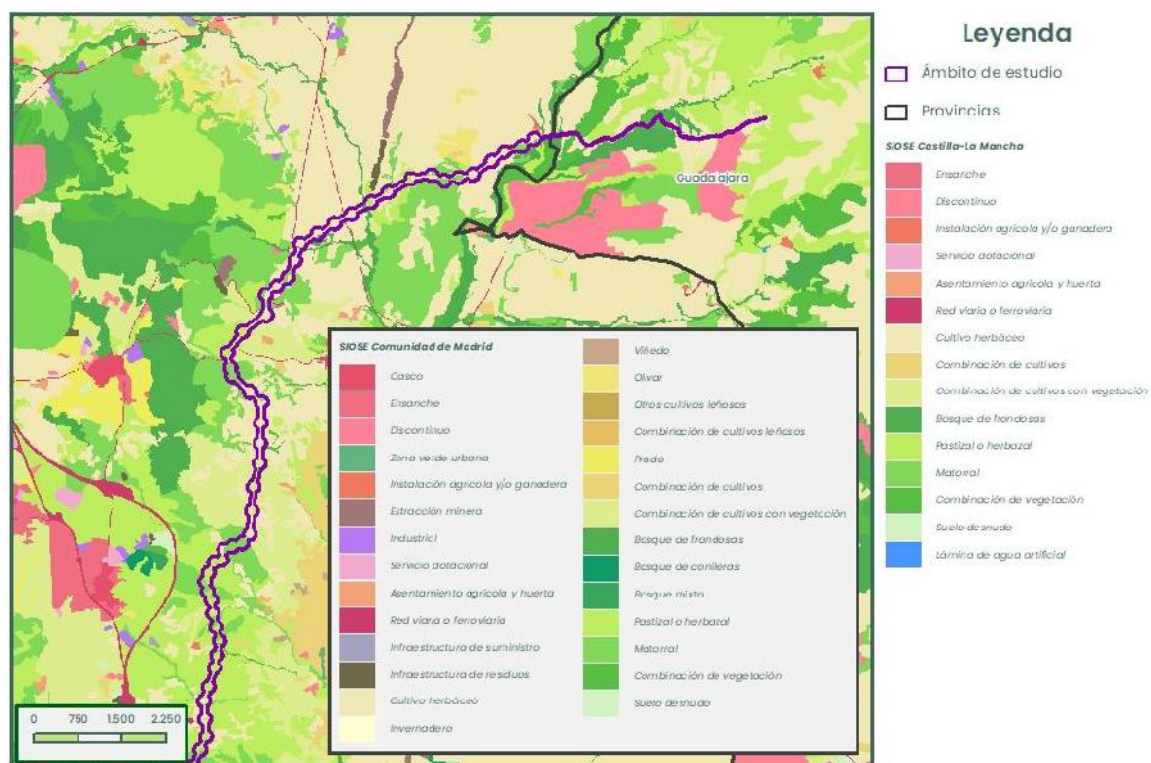 Leyenda
Ámbito de estudio
Provincias
SIOSE Castilla-La Mancha
Ensanche
Discontinuo
Instalación agrícola y/o ganadera
Servicio dotacional
Asentamiento agrícola y huerta
Red viaria o ferroviaria
Cultivo herbáceo
Combinación de cultivos
Combinación de cultivos con vegetación
Bosque de frondosas
Pastizal o herbazal
Matorral
Combinación de vegetación
Suelo desnudo
Lámina de agua artificial
Guadalajara
SIOSE Comunidad de Madrid
Casco
Ensanche
Discontinuo
Zona verde urbana
Instalación agrícola y/o ganadera
Extracción minera
Industrial
Servicio dotacional
Asentamiento agrícola y huerta
Red viaria o ferroviaria
Infraestructura de suministro
Infraestructura de residuos
Cultivo herbáceo
Invernadero
Viñedo
Olivar
Otros cultivos leñosos
Combinación de cultivos leñosos
Prado
Combinación de cultivos
Combinación de cultivos con vegetación
Bosque de frondosas
Bosque de coníferas
Bosque mixto
Pastizal o herbazal
Matorral
Combinación de vegetación
Suelo desnudo
0 750 1.500 2.250